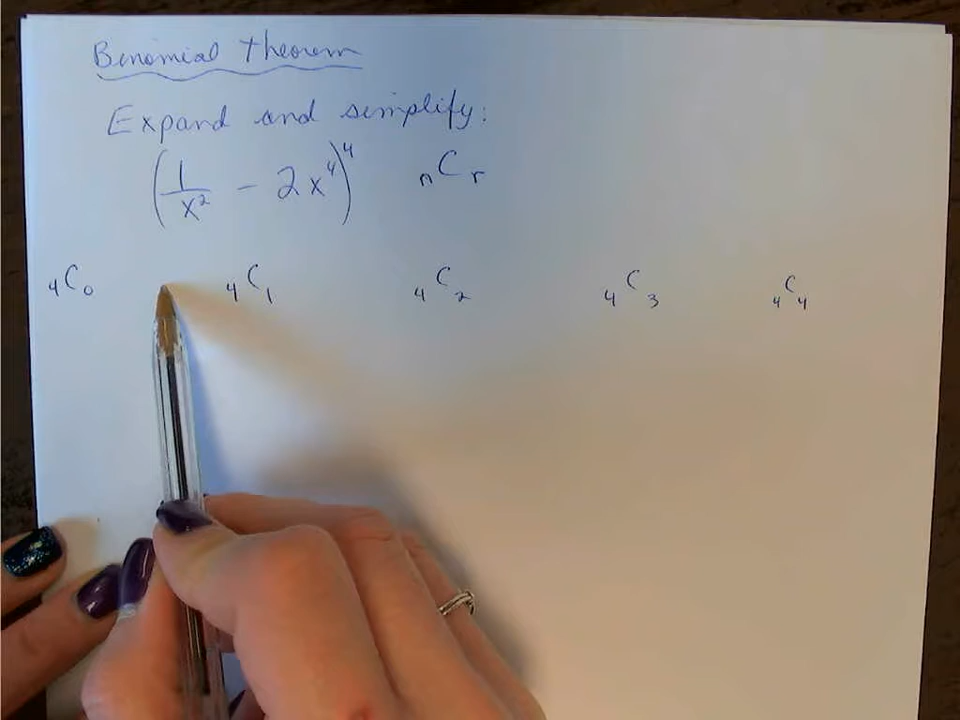 Binomial Theorem
Expand and simplify:
(1/x² - 2x⁴)⁴ ₙCᵣ
₄C₀ ₄C₁ ₄C₂ ₄C₃ ₄C₄